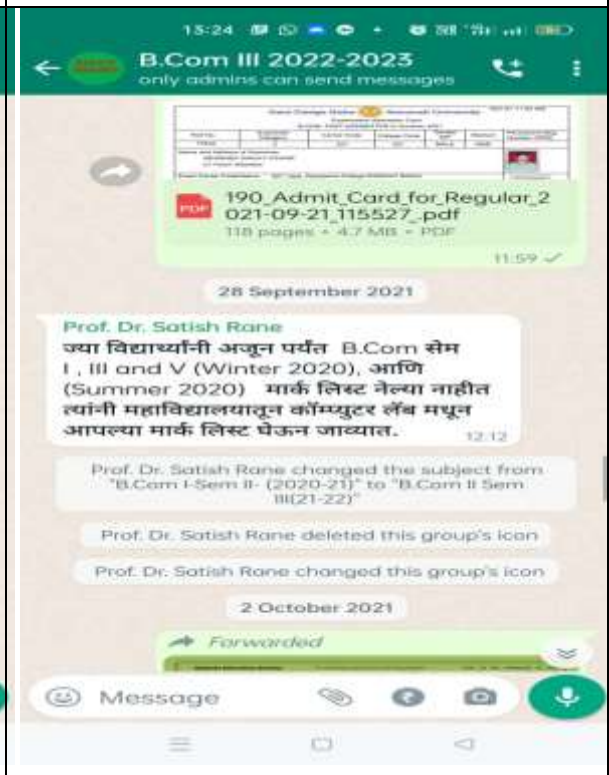 13:24
B.Com III 2022-2023
only admins can send messages
PDF
190_Admit_Card_for_Regular_2
021-09-21_115527_.pdf
118 pages • 4.7 MB • PDF
11:59
28 September 2021
Prof. Dr. Satish Rane
ज्या विद्यार्थ्यांनी अजून पर्यंत B.Com सेम
I , III and V (Winter 2020), आणि
(Summer 2020) मार्क लिस्ट नेल्या नाहीत
त्यांनी महाविद्यालयातून कॉम्प्युटर लॅब मधून
आपल्या मार्क लिस्ट घेऊन जाव्यात.
12:12
Prof. Dr. Satish Rane changed the subject from
"B.Com I-Sem II- (2020-21)" to "B.Com II Sem
III(21-22)"
Prof. Dr. Satish Rane deleted this group's icon
Prof. Dr. Satish Rane changed this group's icon
2 October 2021
Forwarded
Message